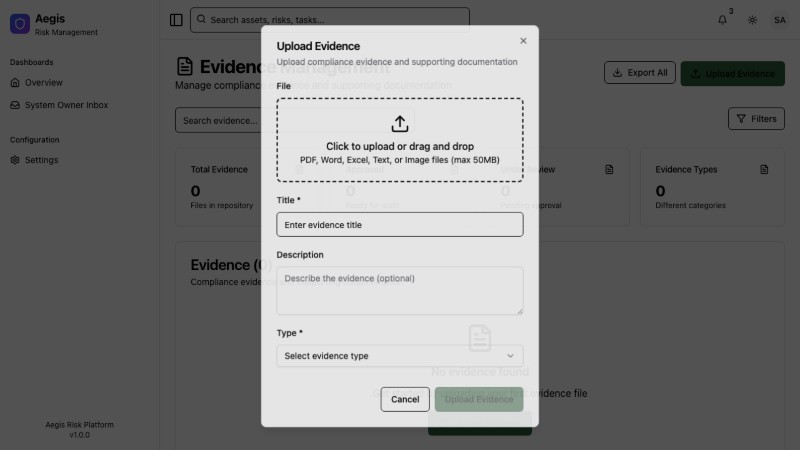 Aegis
Risk Management
Dashboards
Overview
System Owner Inbox
Configuration
Settings
Aegis Risk Platform
v1.0.0
Search assets, risks, tasks...
3
SA
Evidence Management
Manage compliance evidence and supporting documentation
Export All
Upload Evidence
Search evidence...
Filters
Total Evidence
0
Files in repository
0
Review
0
Pending approval
Evidence Types
0
Different categories
Evidence (0)
Compliance
No evidence found
evidence file
Upload Evidence
Upload compliance evidence and supporting documentation
File
Click to upload or drag and drop
PDF, Word, Excel, Text, or Image files (max 50MB)
Title *
Enter evidence title
Description
Describe the evidence (optional)
Type *
Select evidence type
Cancel
Upload Evidence